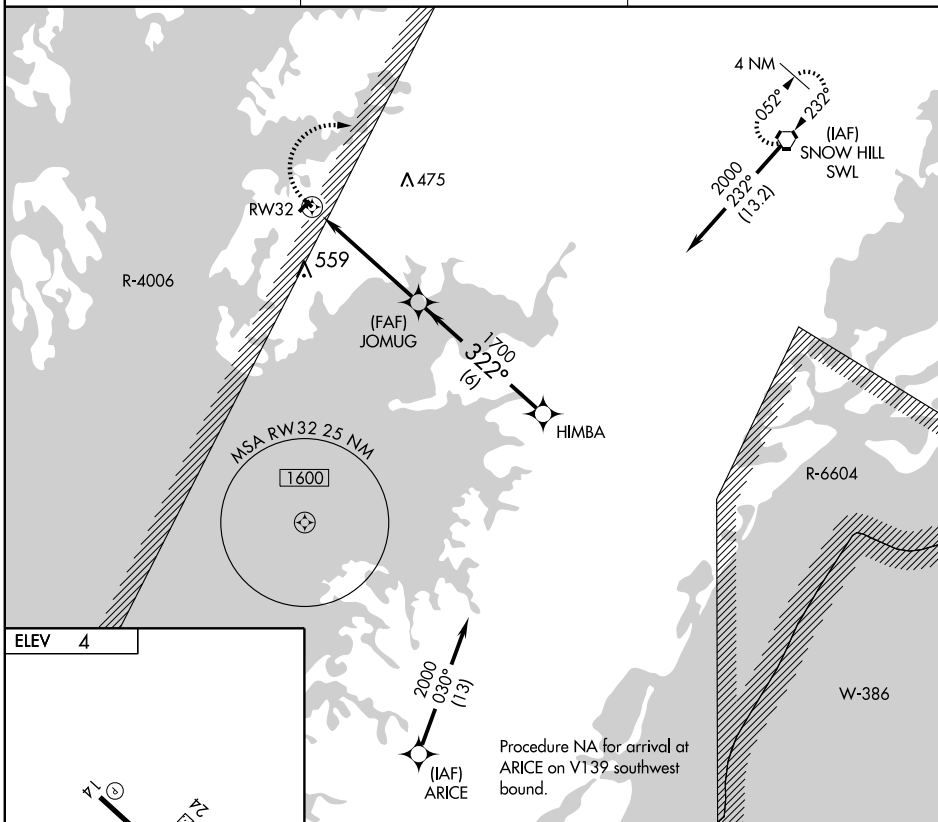 4 NM
052°
232°
(IAF)
SNOW HILL
SWL
2000
232°
(13.2)
475
RW32
559
R-4006
(FAF)
JOMUG
1700
322°
(6)
HIMBA
MSA RW32 25 NM
1600
R-6604
ELEV 4
2000
030°
(13)
W-386
(IAF)
ARICE
Procedure NA for arrival at
ARICE on V139 southwest
bound.
14
P
24